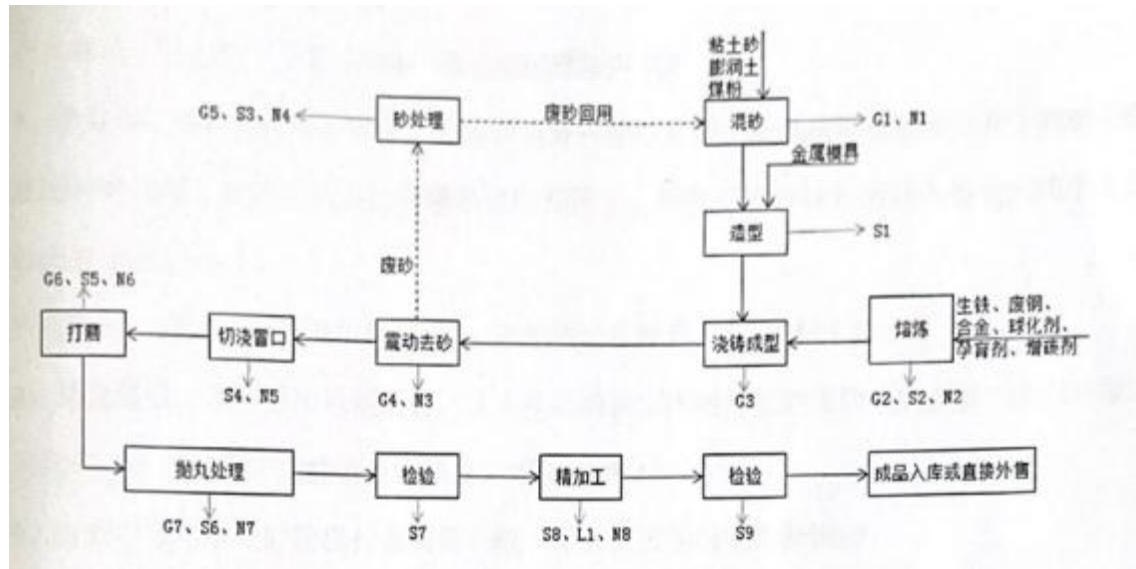 粘土砂
膨润土
煤粉
G5、S3、N4
砂处理
废砂回用
混砂
G1、N1
金属模具
造型
S1
废砂
G6、S5、N6
打磨
切浇冒口
震动去砂
浇铸成型
熔炼
生铁、废钢、
合金、球化剂、
孕育剂、增碳剂
S4、N5
G4、N3
G3
G2、S2、N2
抛丸处理
检验
精加工
检验
成品入库或直接外售
G7、S6、N7
S7
S8、L1、N8
S9